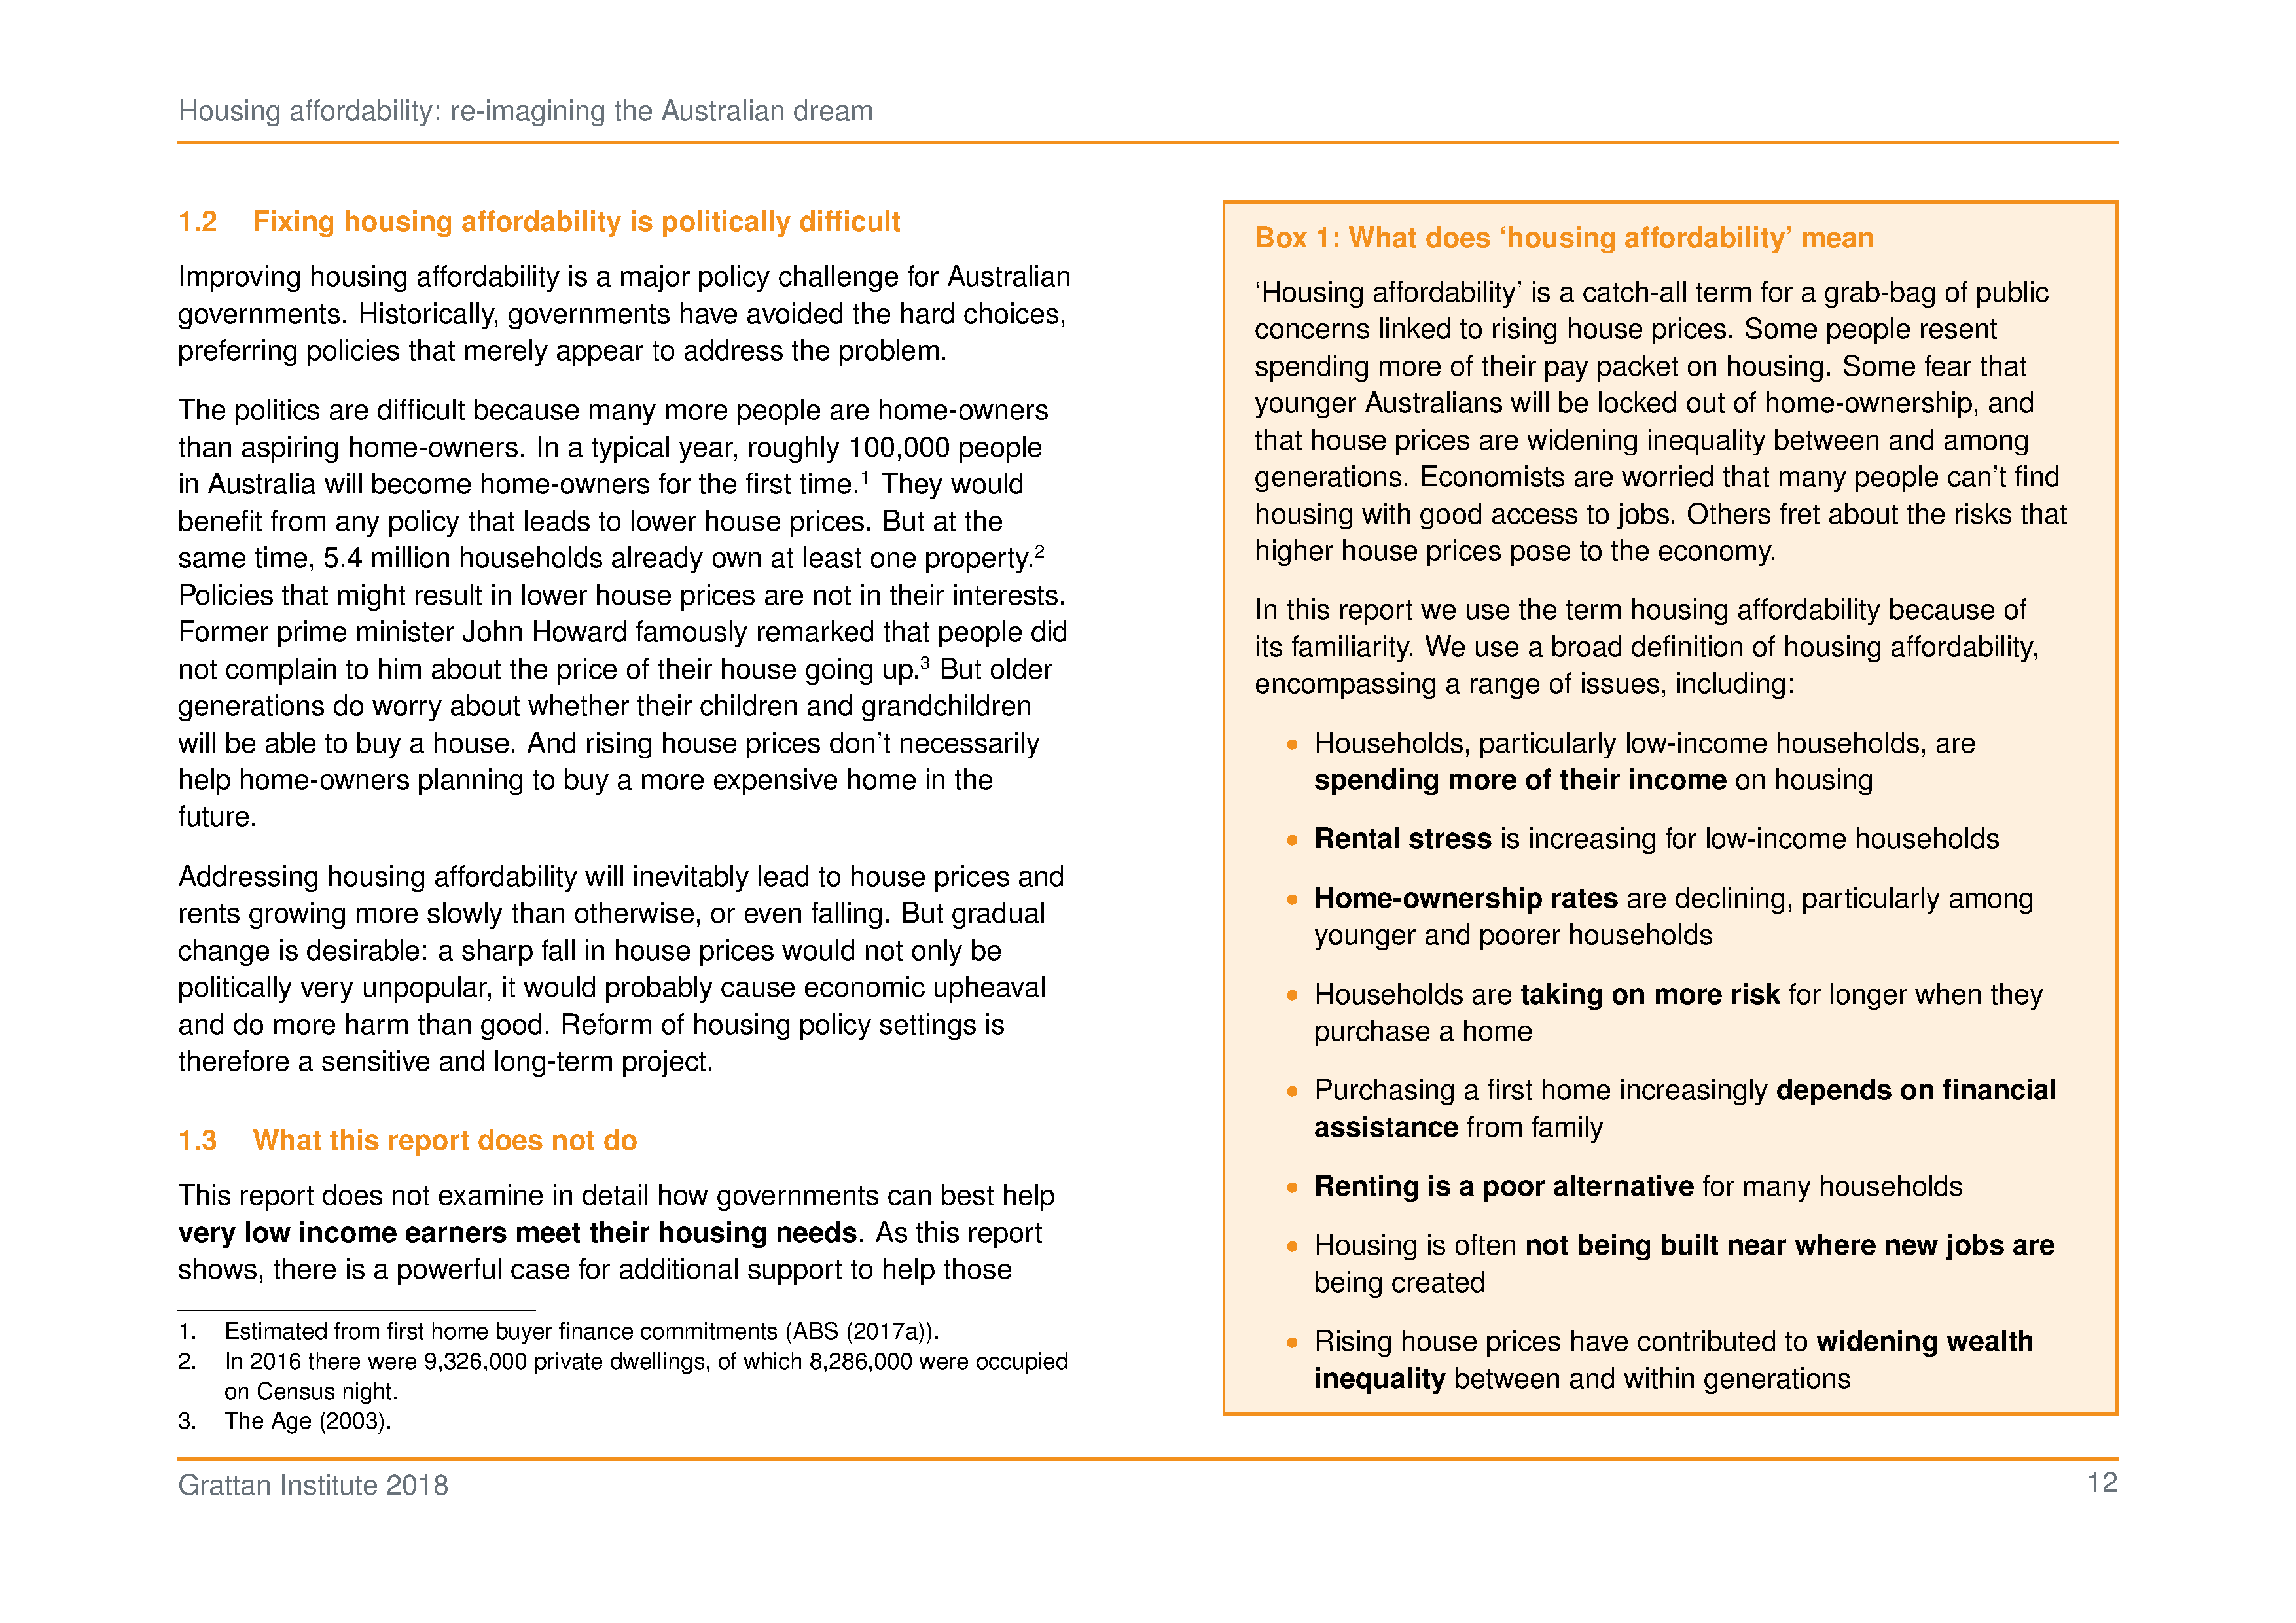 Housing affordability: re-imagining the Australian dream
1.2 Fixing housing affordability is politically difficult
Improving housing affordability is a major policy challenge for Australian
governments. Historically, governments have avoided the hard choices,
preferring policies that merely appear to address the problem.
The politics are difficult because many more people are home-owners
than aspiring home-owners. In a typical year, roughly 100,000 people
in Australia will become home-owners for the first time.1 They would
benefit from any policy that leads to lower house prices. But at the
same time, 5.4 million households already own at least one property.2
Policies that might result in lower house prices are not in their interests.
Former prime minister John Howard famously remarked that people did
not complain to him about the price of their house going up.3 But older
generations do worry about whether their children and grandchildren
will be able to buy a house. And rising house prices don’t necessarily
help home-owners planning to buy a more expensive home in the
future.
Addressing housing affordability will inevitably lead to house prices and
rents growing more slowly than otherwise, or even falling. But gradual
change is desirable: a sharp fall in house prices would not only be
politically very unpopular, it would probably cause economic upheaval
and do more harm than good. Reform of housing policy settings is
therefore a sensitive and long-term project.
1.3 What this report does not do
This report does not examine in detail how governments can best help
very low income earners meet their housing needs. As this report
shows, there is a powerful case for additional support to help those
1. Estimated from first home buyer finance commitments (ABS (2017a)).
2. In 2016 there were 9,326,000 private dwellings, of which 8,286,000 were occupied
on Census night.
3. The Age (2003).
Box 1: What does ‘housing affordability’ mean
‘Housing affordability’ is a catch-all term for a grab-bag of public
concerns linked to rising house prices. Some people resent
spending more of their pay packet on housing. Some fear that
younger Australians will be locked out of home-ownership, and
that house prices are widening inequality between and among
generations. Economists are worried that many people can’t find
housing with good access to jobs. Others fret about the risks that
higher house prices pose to the economy.
In this report we use the term housing affordability because of
its familiarity. We use a broad definition of housing affordability,
encompassing a range of issues, including:
• Households, particularly low-income households, are
spending more of their income on housing
• Rental stress is increasing for low-income households
• Home-ownership rates are declining, particularly among
younger and poorer households
• Households are taking on more risk for longer when they
purchase a home
• Purchasing a first home increasingly depends on financial
assistance from family
• Renting is a poor alternative for many households
• Housing is often not being built near where new jobs are
being created
• Rising house prices have contributed to widening wealth
inequality between and within generations
Grattan Institute 2018
12